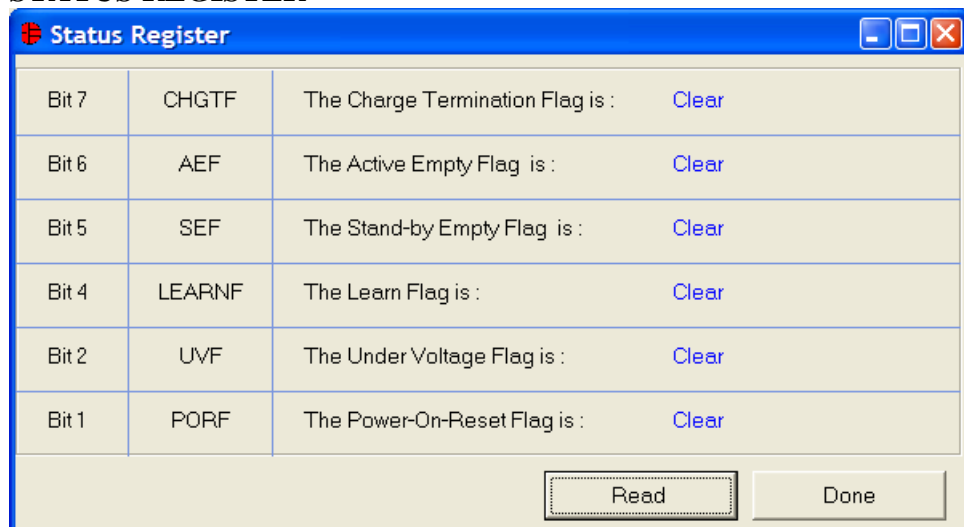 STATUS REGISTER
Status Register
Bit 7 CHGTF The Charge Termination Flag is : Clear
Bit 6 AEF The Active Empty Flag is : Clear
Bit 5 SEF The Stand-by Empty Flag is : Clear
Bit 4 LEARNF The Learn Flag is : Clear
Bit 2 UVF The Under Voltage Flag is : Clear
Bit 1 PORF The Power-On-Reset Flag is : Clear
Read Done